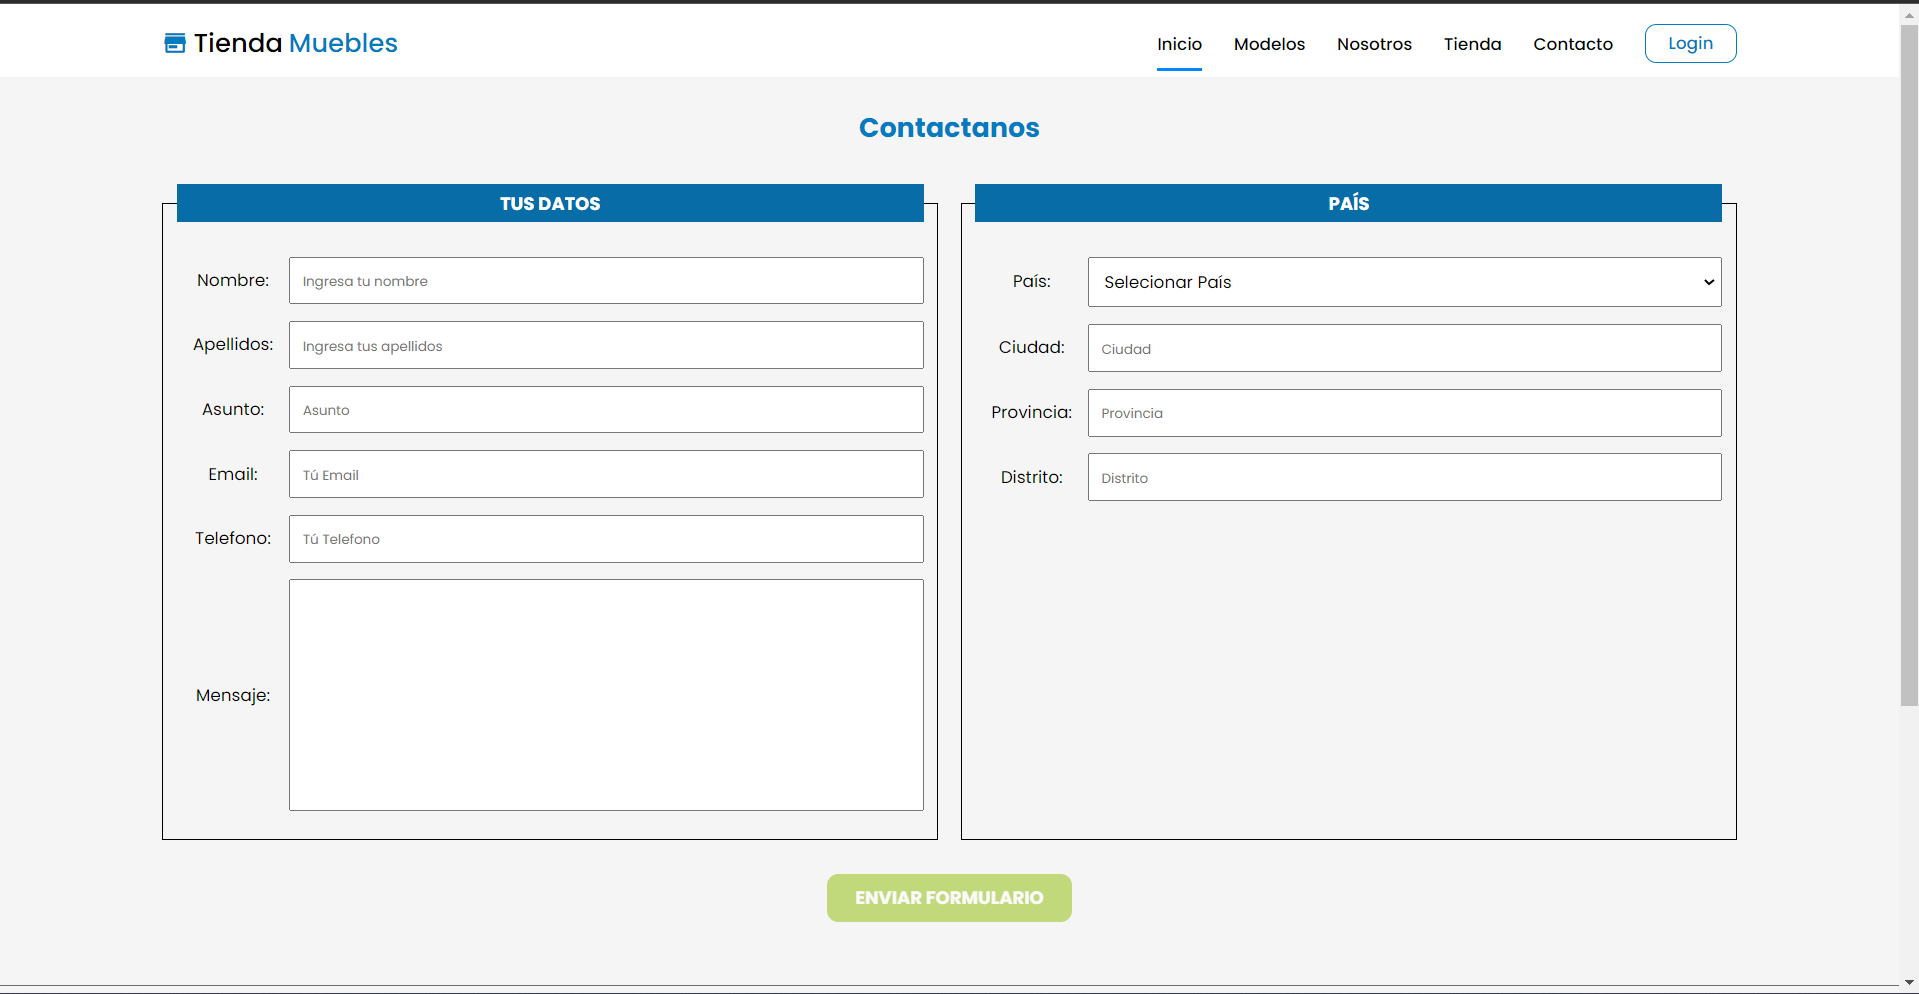 Tienda Muebles
Inicio Modelos Nosotros Tienda Contacto Login
Contactanos
TUS DATOS
Nombre: Ingresa tu nombre
Apellidos: Ingresa tus apellidos
Asunto: Asunto
Email: Tú Email
Telefono: Tú Telefono
Mensaje:
PAÍS
País: Selecionar País
Ciudad: Ciudad
Provincia: Provincia
Distrito: Distrito
ENVIAR FORMULARIO